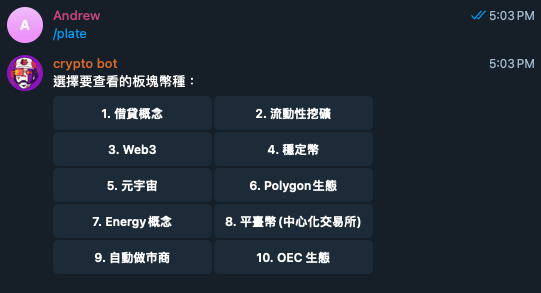 Andrew
5:03 PM
/plate
A
crypto bot
5:03 PM
選擇要查看的板塊幣種：
1. 借貸概念
2. 流動性挖礦
3. Web3
4. 穩定幣
5. 元宇宙
6. Polygon生態
7. Energy概念
8. 平臺幣(中心化交易所)
9. 自動做市商
10. OEC 生態